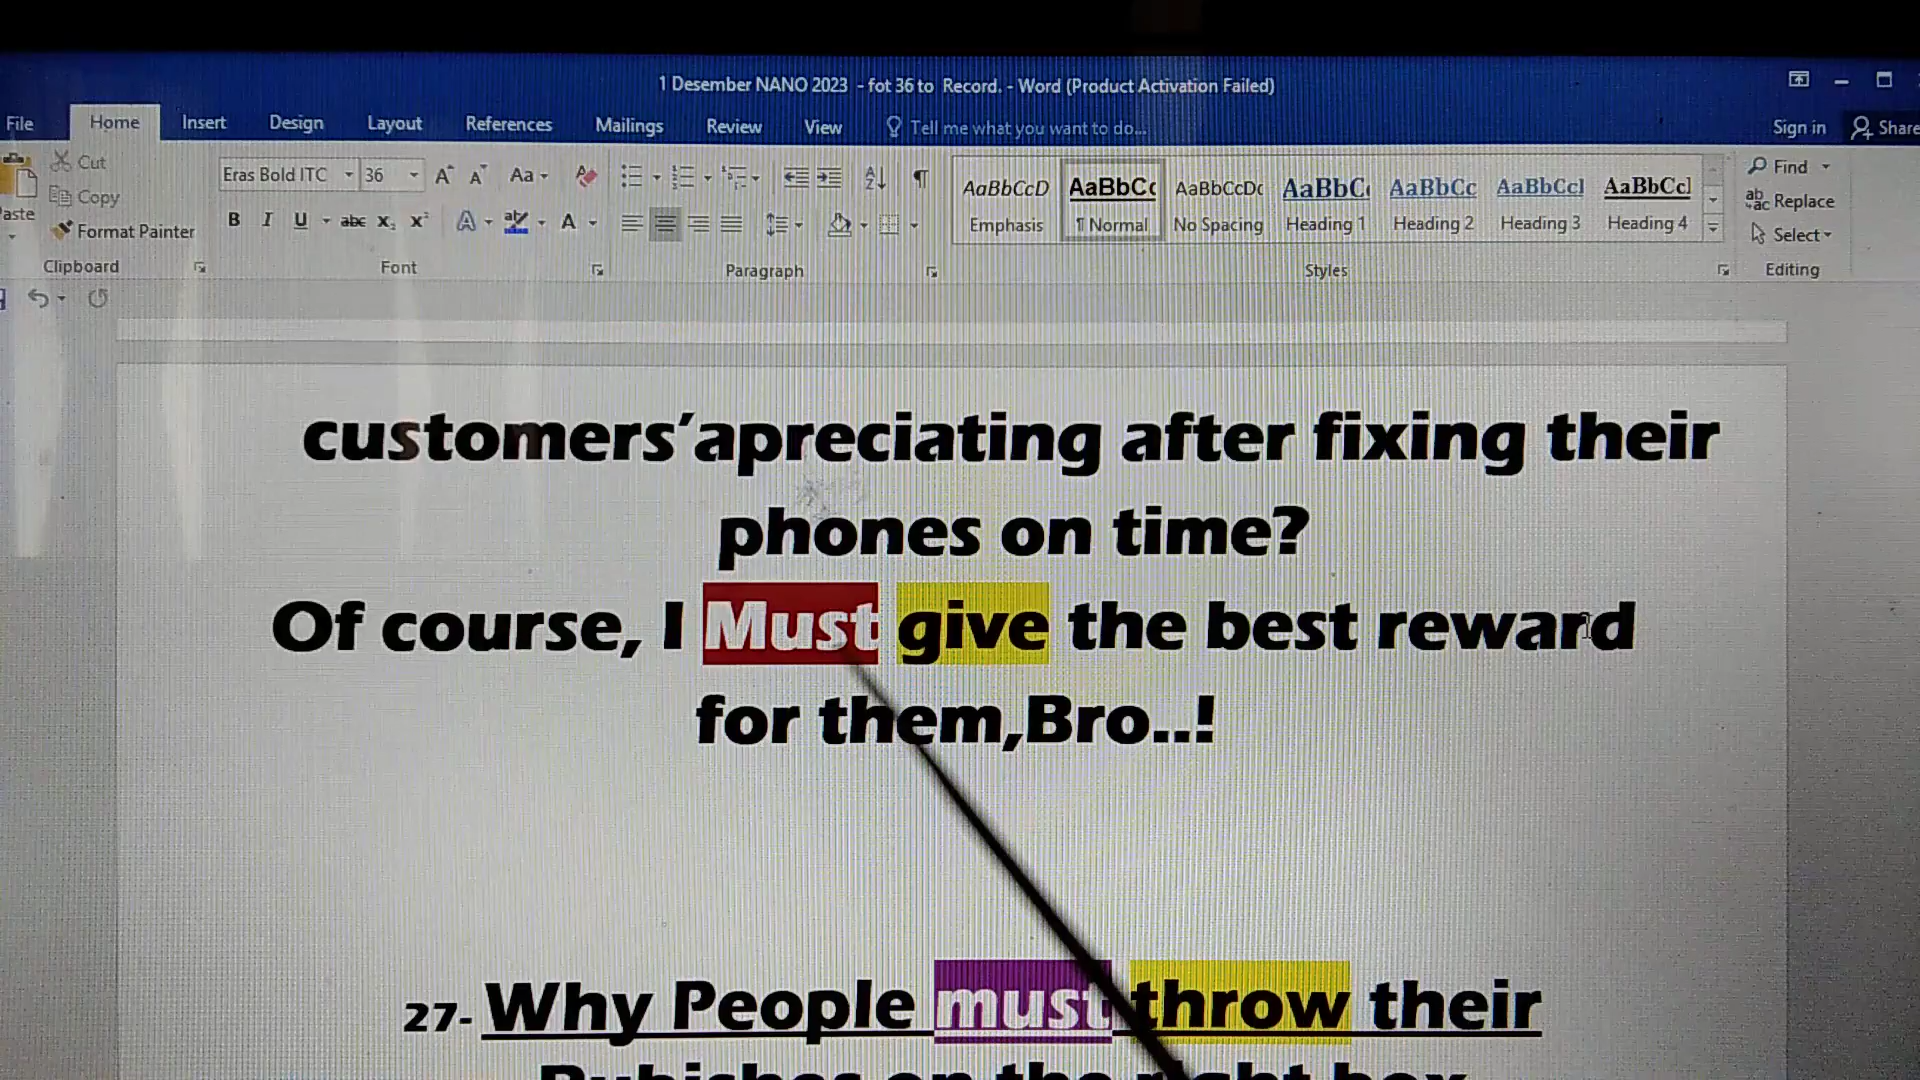 1 Desember NANO 2023 - fot 36 to Record. - Word (Product Activation Failed)
File Home Insert Design Layout References Mailings Review View Tell me what you want to do... Sign in Share
Cut
Copy
Format Painter
Clipboard
Eras Bold ITC 36
Font
Paragraph
AaBbCcD AaBbCc AaBbCcDc AaBbC AaBbCc AaBbCcI AaBbCcI
Emphasis ¶ Normal No Spacing Heading 1 Heading 2 Heading 3 Heading 4
Styles
Find
Replace
Select
Editing
customers’apreciating after fixing their
phones on time?
Of course, I Must give the best reward
for them,Bro..!
27- Why People must throw their